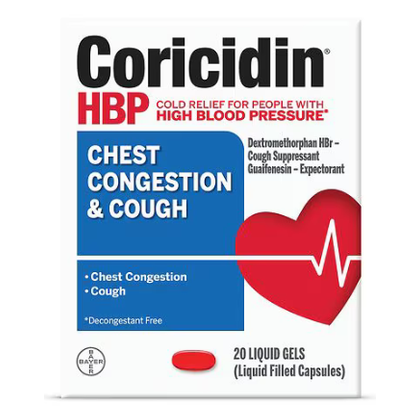 Coricidin®
HBP COLD RELIEF FOR PEOPLE WITH
HIGH BLOOD PRESSURE*
CHEST
CONGESTION
& COUGH
Dextromethorphan HBr –
Cough Suppressant
Guaifenesin – Expectorant
• Chest Congestion
• Cough
*Decongestant Free
BAYER
BAYER
20 LIQUID GELS
(Liquid Filled Capsules)